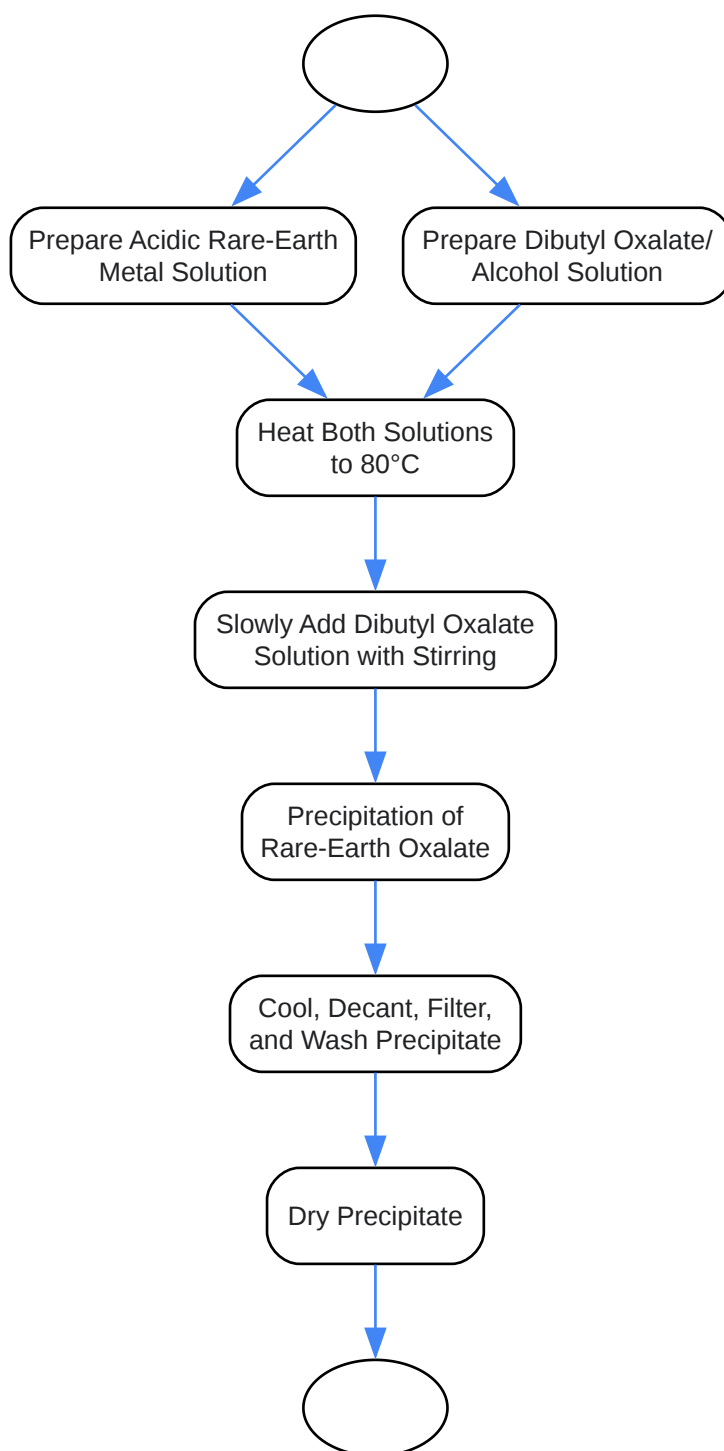 Prepare Acidic Rare-Earth
Metal Solution
Prepare Dibutyl Oxalate/
Alcohol Solution
Heat Both Solutions
to 80°C
Slowly Add Dibutyl Oxalate
Solution with Stirring
Precipitation of
Rare-Earth Oxalate
Cool, Decant, Filter,
and Wash Precipitate
Dry Precipitate